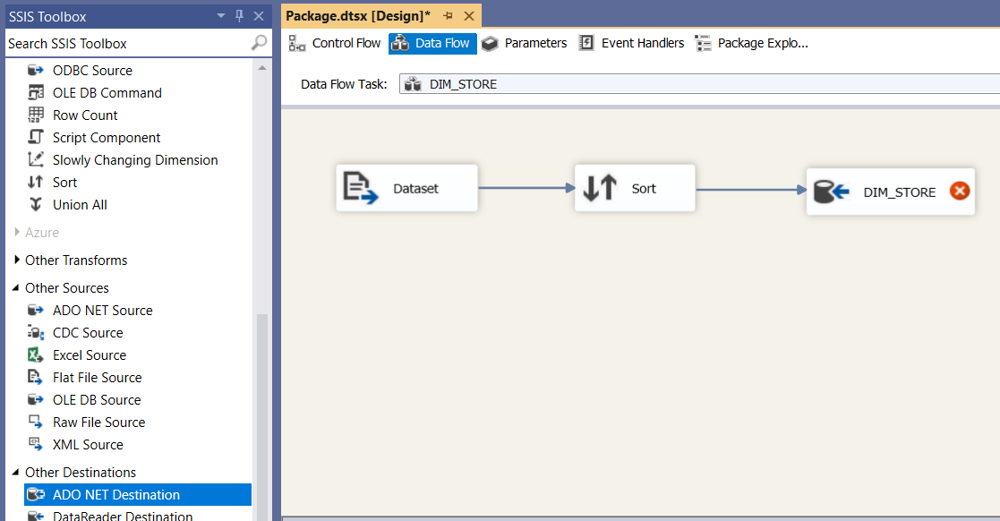 SSIS Toolbox
Search SSIS Toolbox
ODBC Source
OLE DB Command
Row Count
Script Component
Slowly Changing Dimension
Sort
Union All
Azure
Other Transforms
Other Sources
ADO NET Source
CDC Source
Excel Source
Flat File Source
OLE DB Source
Raw File Source
XML Source
Other Destinations
ADO NET Destination
DataReader Destination
Package.dtsx [Design]*
Control Flow Data Flow Parameters Event Handlers Package Explo...
Data Flow Task: DIM_STORE
Dataset Sort DIM_STORE